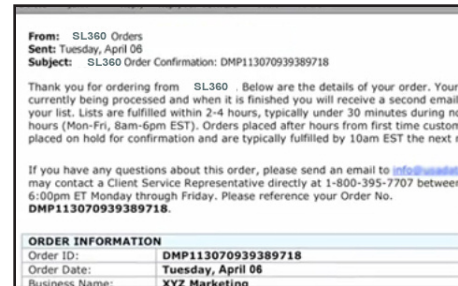 From: SL360 Orders
Sent: Tuesday, April 06
Subject: SL360 Order Confirmation: DMP113070939389718
Thank you for ordering from SL360 . Below are the details of your order. Your
currently being processed and when it is finished you will receive a second email
your list. Lists are fulfilled within 2-4 hours, typically under 30 minutes during
hours (Mon-Fri, 8am-6pm EST). Orders placed after hours from first time
placed on hold for confirmation and are typically fulfilled by 10am EST the next
If you have any questions about this order, please send an email to
may contact a Client Service Representative directly at 1-800-395-7707 between
6:00pm ET Monday through Friday. Please reference your Order No.
DMP113070939389718.
ORDER INFORMATION
Order ID: DMP113070939389718
Order Date: Tuesday, April 06
Business Name: XYZ Marketing